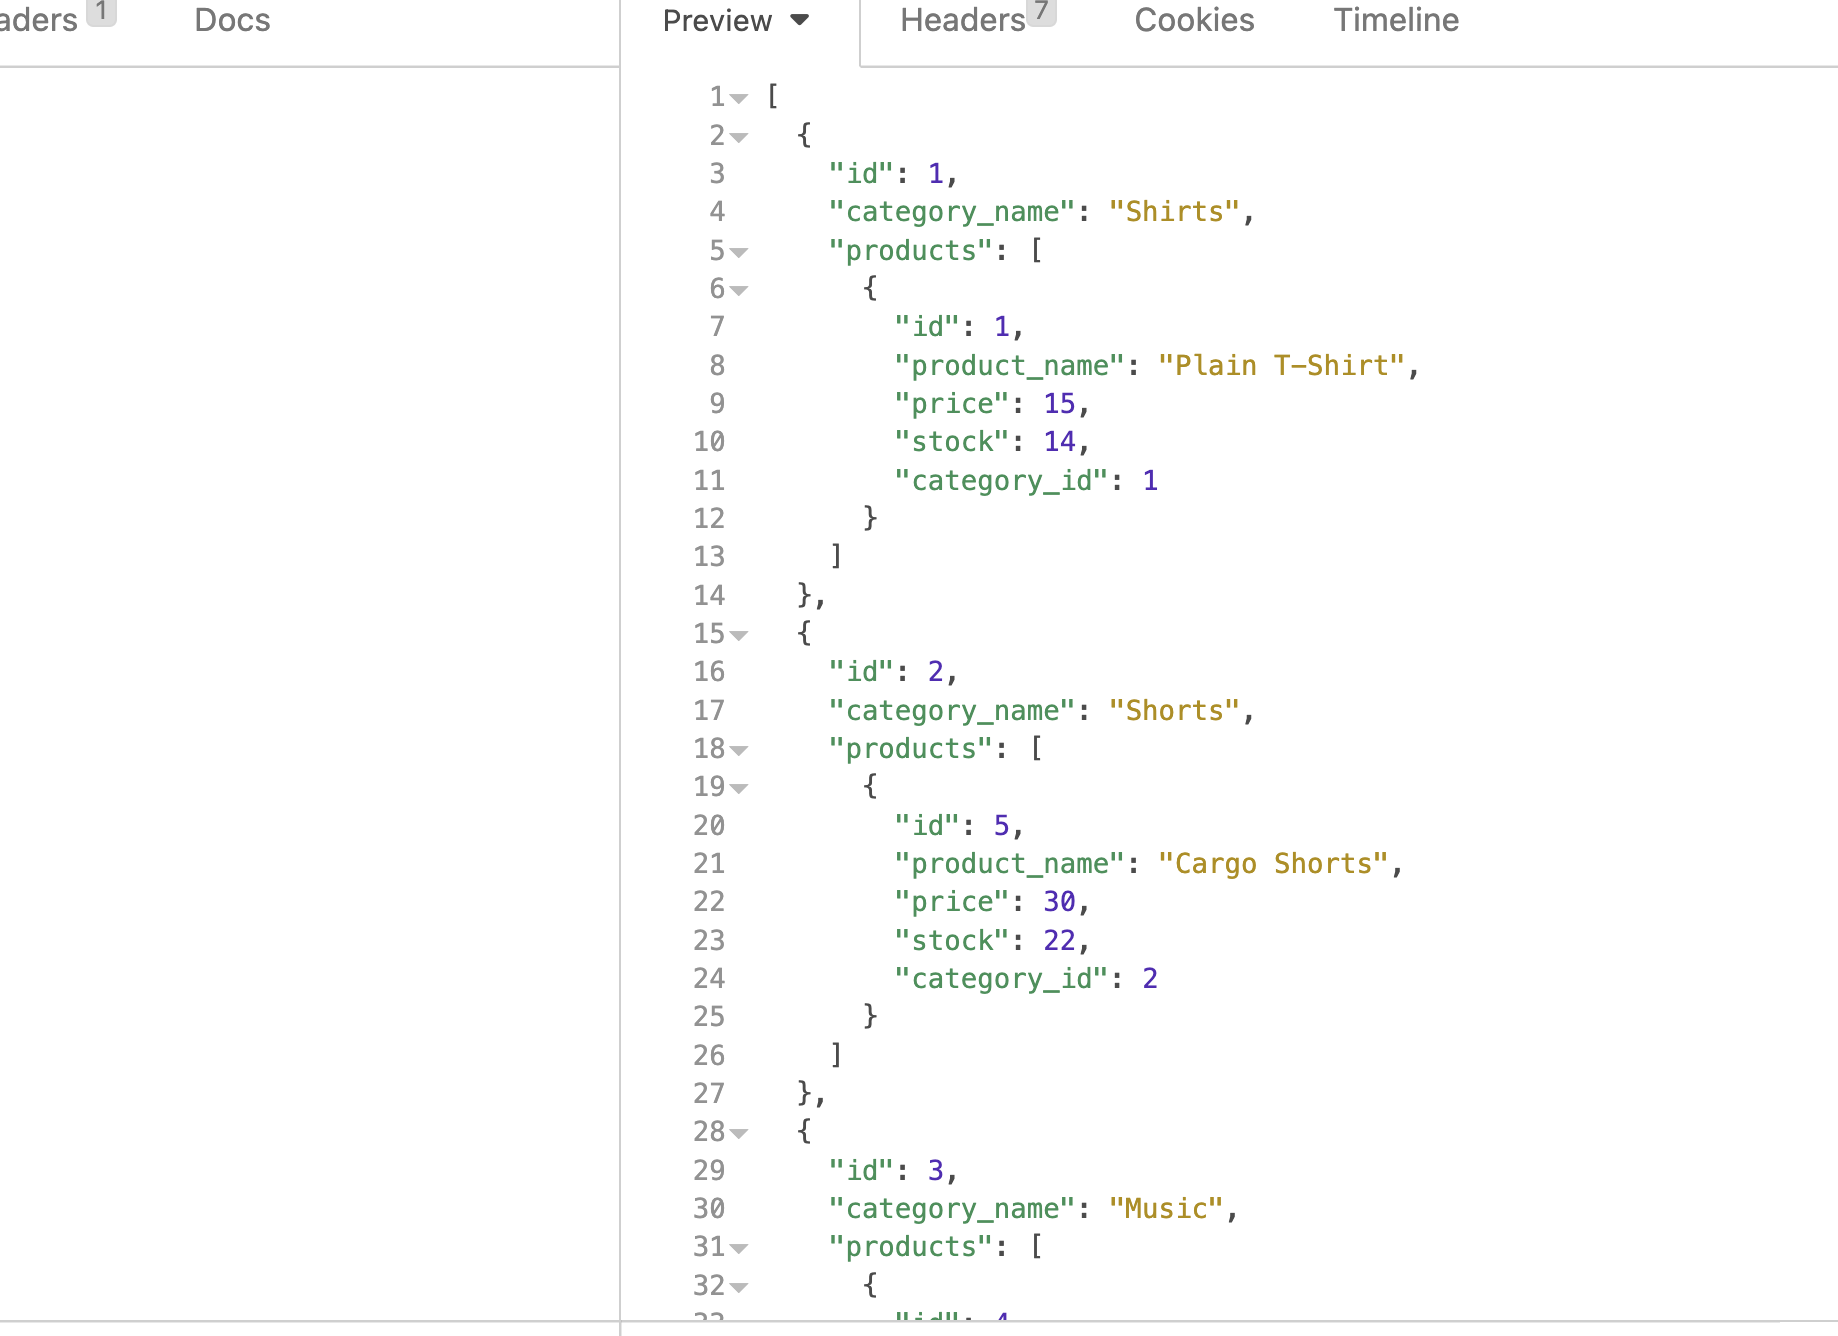 aders 1 Docs
Preview Headers 7 Cookies Timeline
1 [
2 {
3 "id": 1,
4 "category_name": "Shirts",
5 "products": [
6 {
7 "id": 1,
8 "product_name": "Plain T-Shirt",
9 "price": 15,
10 "stock": 14,
11 "category_id": 1
12 }
13 ]
14 },
15 {
16 "id": 2,
17 "category_name": "Shorts",
18 "products": [
19 {
20 "id": 5,
21 "product_name": "Cargo Shorts",
22 "price": 30,
23 "stock": 22,
24 "category_id": 2
25 }
26 ]
27 },
28 {
29 "id": 3,
30 "category_name": "Music",
31 "products": [
32 {
33 "id": 4